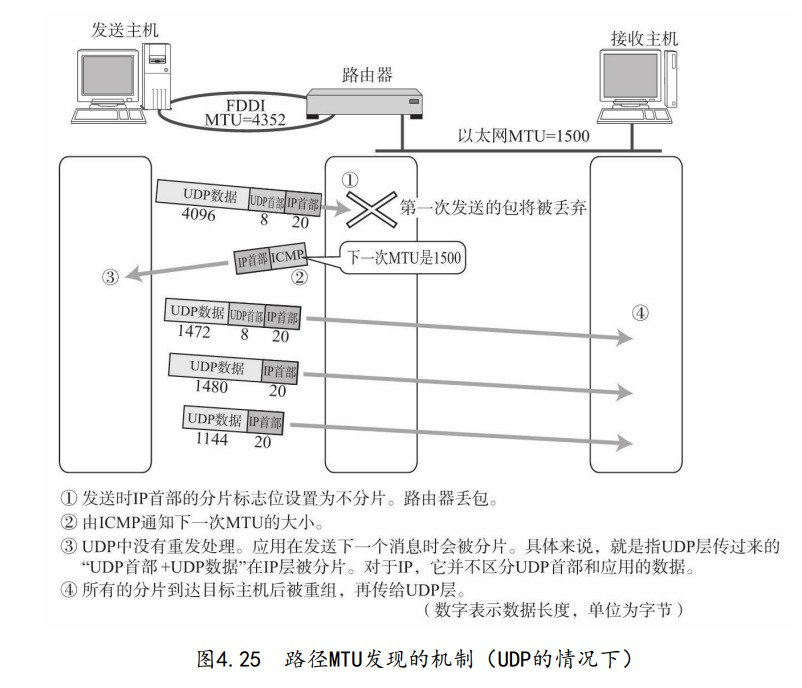 发送主机
接收主机
路由器
FDDI
MTU=4352
以太网MTU=1500
①
UDP数据 UDP首部 IP首部
4096 8 20
第一次发送的包将被丢弃
IP首部 ICMP
下一次MTU是1500
③
②
UDP数据 UDP首部 IP首部
1472 8 20
④
UDP数据 IP首部
1480 20
UDP数据 IP首部
1144 20
① 发送时IP首部的分片标志位设置为不分片。路由器丢包。
② 由ICMP通知下一次MTU的大小。
③ UDP中没有重发处理。应用在发送下一个消息时会被分片。具体来说，就是指UDP层传过来的
“UDP首部+UDP数据”在IP层被分片。对于IP，它并不区分UDP首部和应用的数据。
④ 所有的分片到达目标主机后被重组，再传给UDP层。
（数字表示数据长度，单位为字节）
图4.25 路径MTU发现的机制（UDP的情况下）